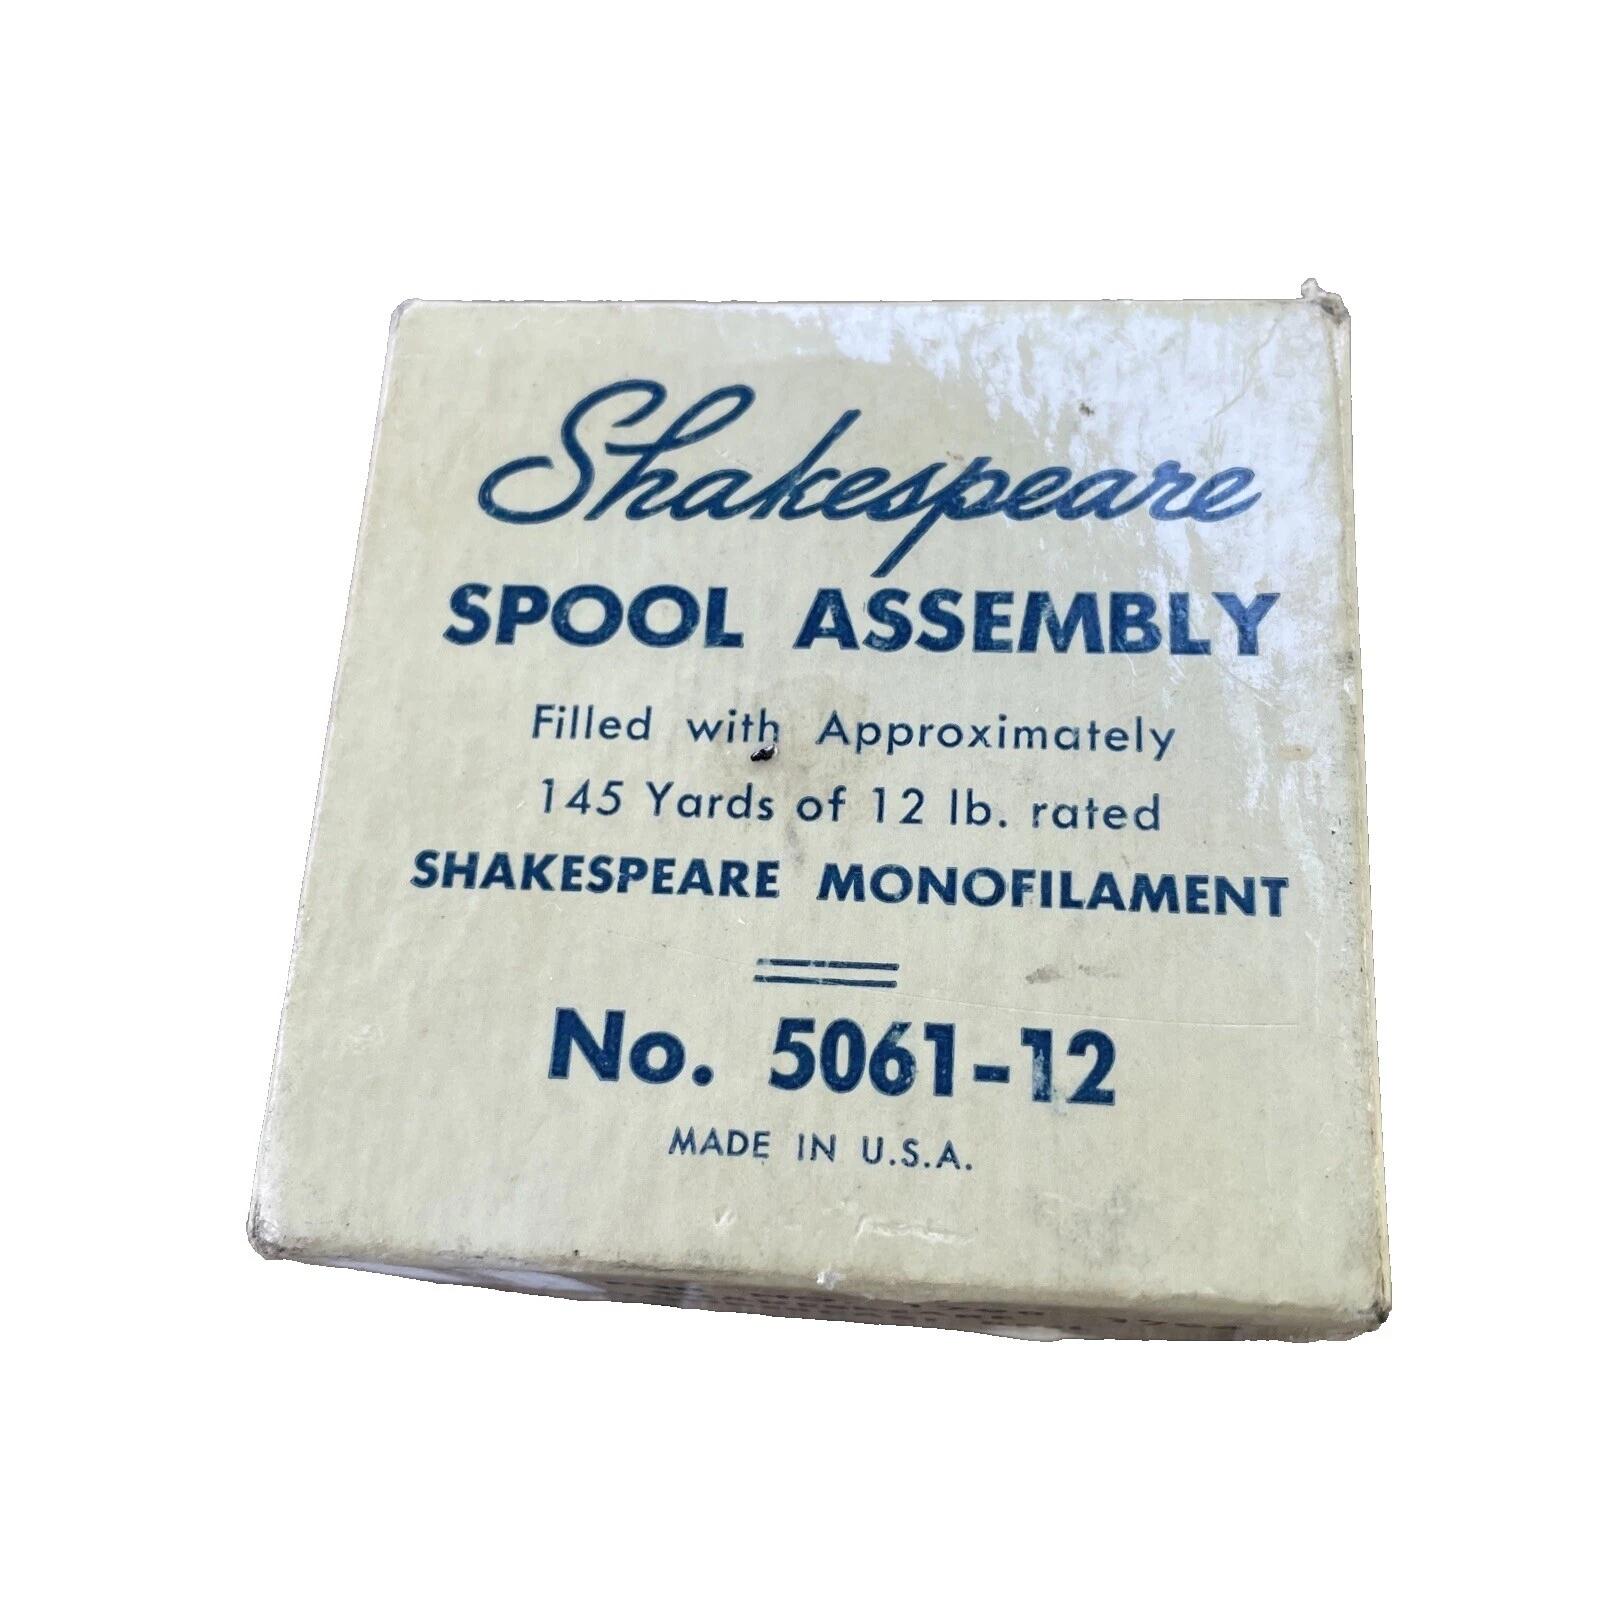 Shakespeare
SPOOL ASSEMBLY
Filled with Approximately
145 Yards of 12 lb. rated
SHAKESPEARE MONOFILAMENT
No. 5061-12
MADE IN U.S.A.